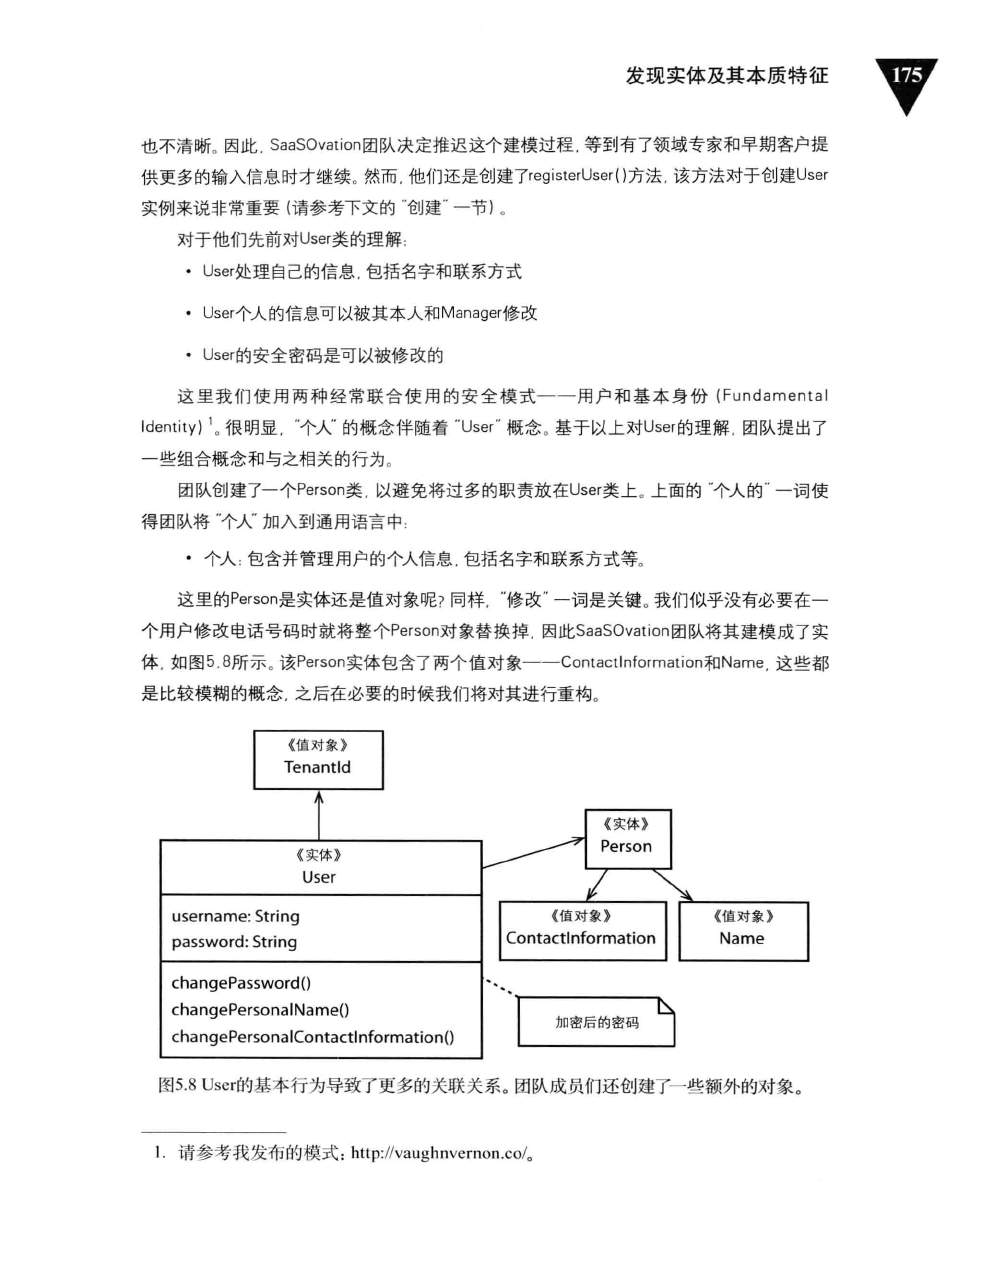 发现实体及其本质特征
175
也不清晰。因此, SaaSOvation团队决定推迟这个建模过程, 等到有了领域专家和早期客户提
供更多的输入信息时才继续。然而, 他们还是创建了registerUser()方法, 该方法对于创建User
实例来说非常重要 (请参考下文的 “创建” 一节) 。
对于他们先前对User类的理解:
• User处理自己的信息, 包括名字和联系方式
• User个人的信息可以被其本人和Manager修改
• User的安全密码是可以被修改的
这里我们使用两种经常联合使用的安全模式——用户和基本身份 (Fundamental
Identity) 1。很明显, “个人” 的概念伴随着 “User” 概念。基于以上对User的理解, 团队提出了
一些组合概念和与之相关的行为。
团队创建了一个Person类, 以避免将过多的职责放在User类上。上面的 “个人的” 一词使
得团队将 “个人” 加入到通用语言中:
• 个人: 包含并管理用户的个人信息, 包括名字和联系方式等。
这里的Person是实体还是值对象呢? 同样, “修改” 一词是关键。我们似乎没有必要在一
个用户修改电话号码时就将整个Person对象替换掉, 因此SaaSOvation团队将其建模成了实
体, 如图5.8所示。该Person实体包含了两个值对象——ContactInformation和Name, 这些都
是比较模糊的概念, 之后在必要的时候我们将对其进行重构。
《值对象》
TenantId
《实体》
Person
《实体》
User
username: String
password: String
《值对象》
ContactInformation
《值对象》
Name
changePassword()
changePersonalName()
changePersonalContactInformation()
加密后的密码
图5.8 User的基本行为导致了更多的关联关系。团队成员们还创建了一些额外的对象。
1. 请参考我发布的模式: http://vaughnvernon.co/。